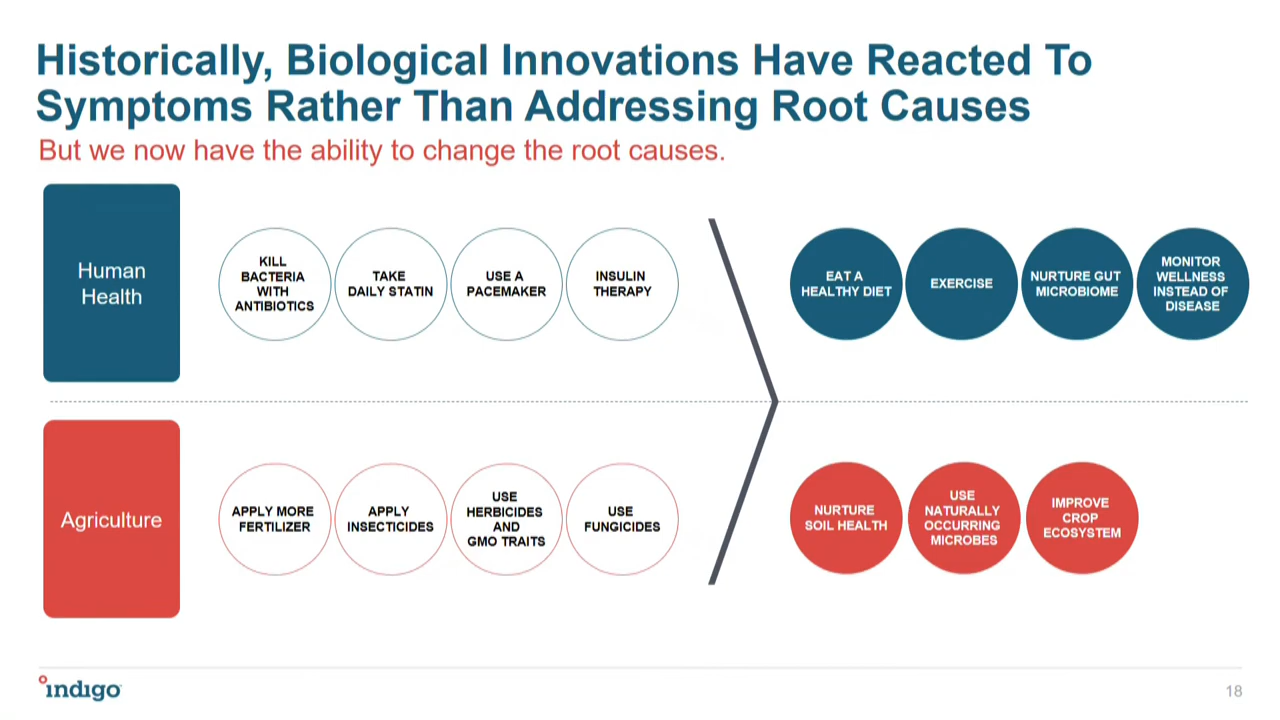 Historically, Biological Innovations Have Reacted To
Symptoms Rather Than Addressing Root Causes
But we now have the ability to change the root causes.
Human
Health
KILL
BACTERIA
WITH
ANTIBIOTICS
TAKE
DAILY STATIN
USE A
PACEMAKER
INSULIN
THERAPY
EAT A
HEALTHY DIET
EXERCISE
NURTURE GUT
MICROBIOME
MONITOR
WELLNESS
INSTEAD OF
DISEASE
Agriculture
APPLY MORE
FERTILIZER
APPLY
INSECTICIDES
USE
HERBICIDES
AND
GMO TRAITS
USE
FUNGICIDES
NURTURE
SOIL HEALTH
USE
NATURALLY
OCCURRING
MICROBES
IMPROVE
CROP
ECOSYSTEM
indigo
18